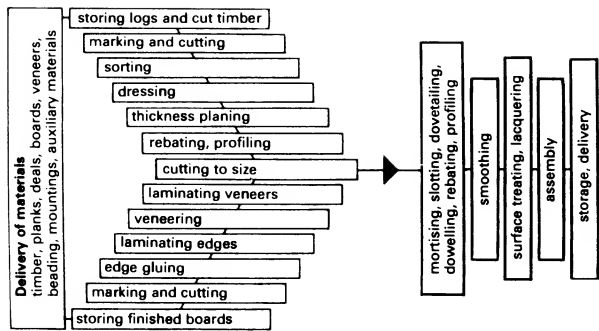 Delivery of materials
timber, planks, deals, boards, veneers,
beading, mountings, auxiliary materials
storing logs and cut timber
marking and cutting
sorting
dressing
thickness planing
rebating, profiling
cutting to size
laminating veneers
veneering
laminating edges
edge gluing
marking and cutting
storing finished boards
mortising, slotting, dovetailing,
dowelling, rebating, profiling
smoothing
surface treating, lacquering
assembly
storage, delivery